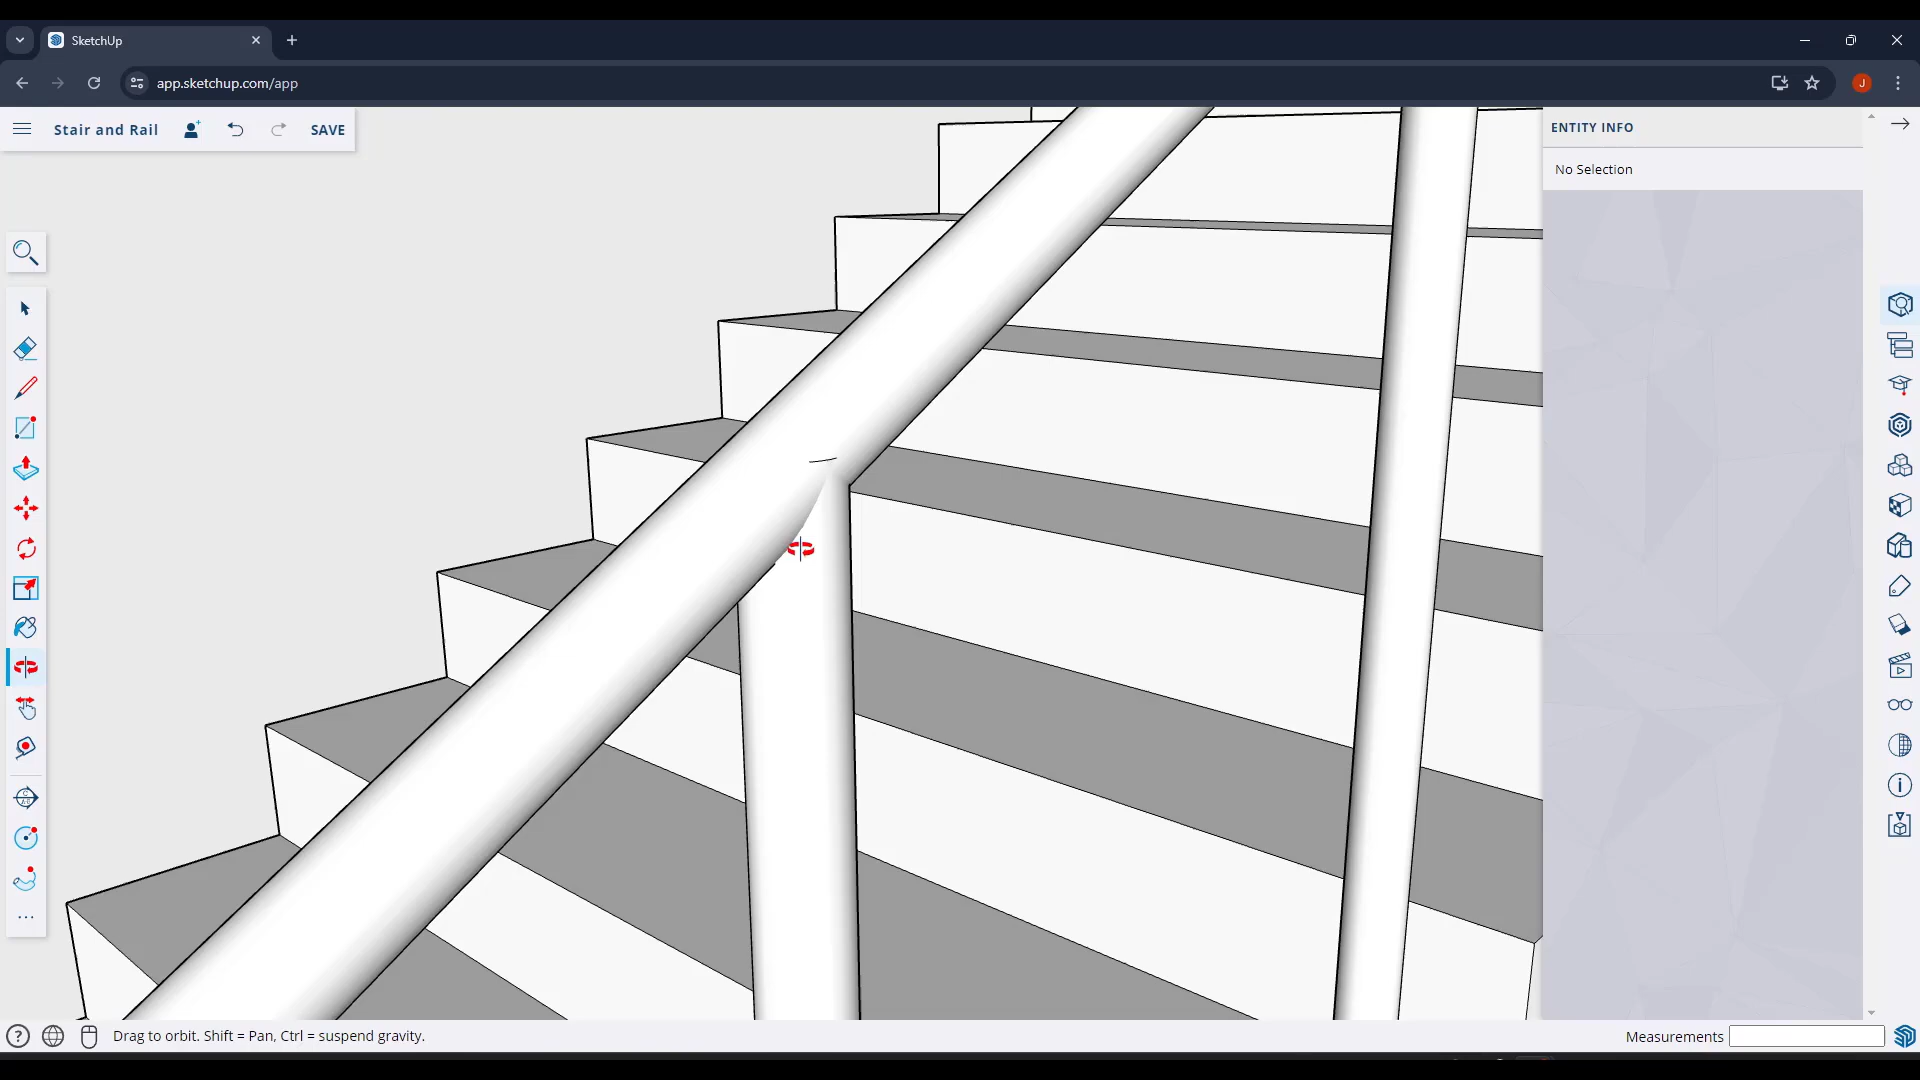 SketchUp
app.sketchup.com/app
J
Stair and Rail
SAVE
ENTITY INFO
No Selection
Drag to orbit. Shift = Pan, Ctrl = suspend gravity.
Measurements